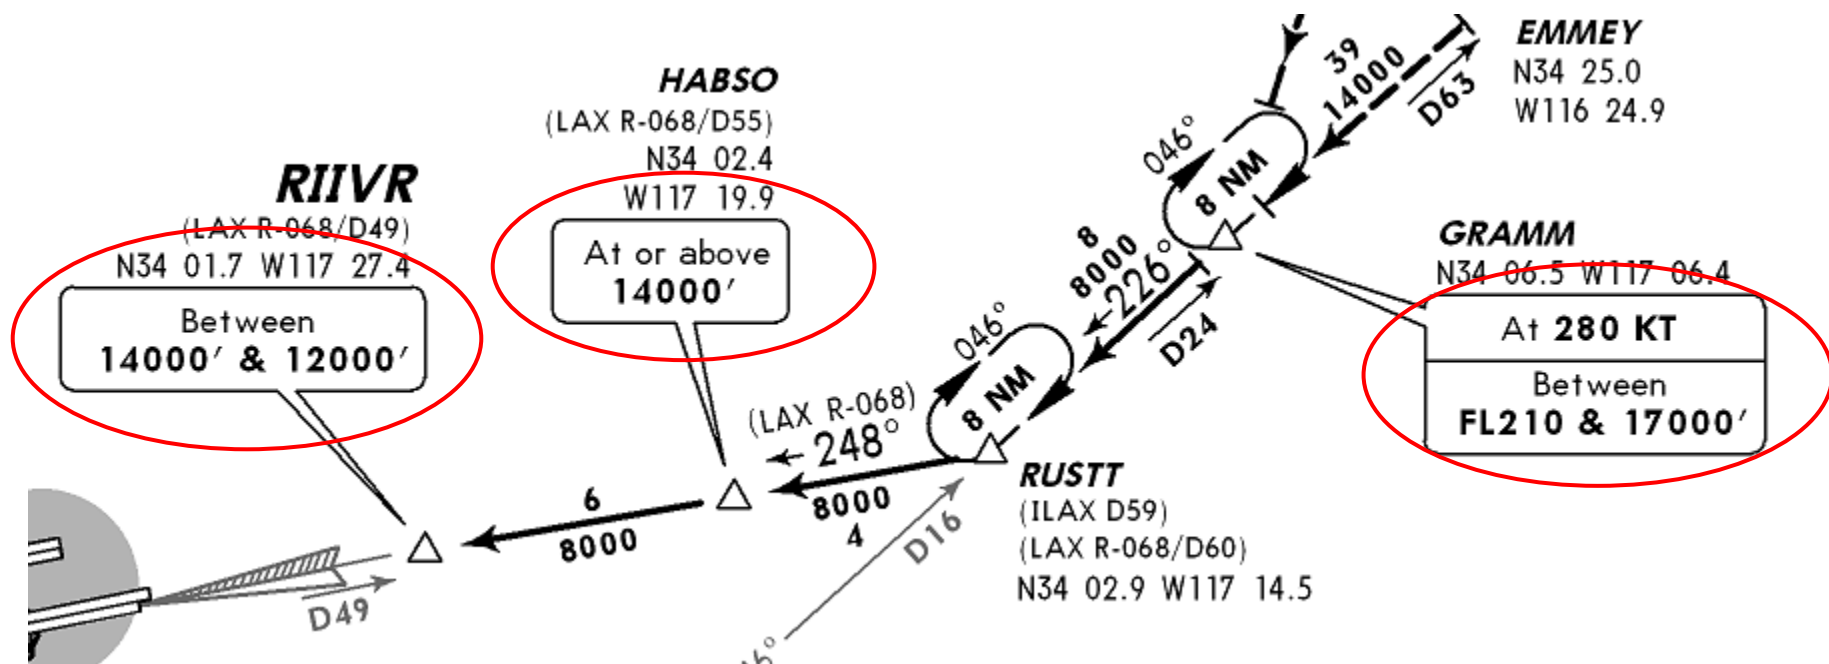 EMMEY
N34 25.0
W116 24.9
39
14000
D63
046°
8 NM
GRAMM
N34 06.5 W117 06.4
At 280 KT
Between
FL210 & 17000'
8
8000
226°
D24
046°
8 NM
RUSTT
(ILAX D59)
(LAX R-068/D60)
N34 02.9 W117 14.5
D16
(LAX R-068)
248°
8000
4
HABSO
(LAX R-068/D55)
N34 02.4
W117 19.9
At or above
14000'
6
8000
RIIVR
(LAX R-068/D49)
N34 01.7 W117 27.4
Between
14000' & 12000'
D49